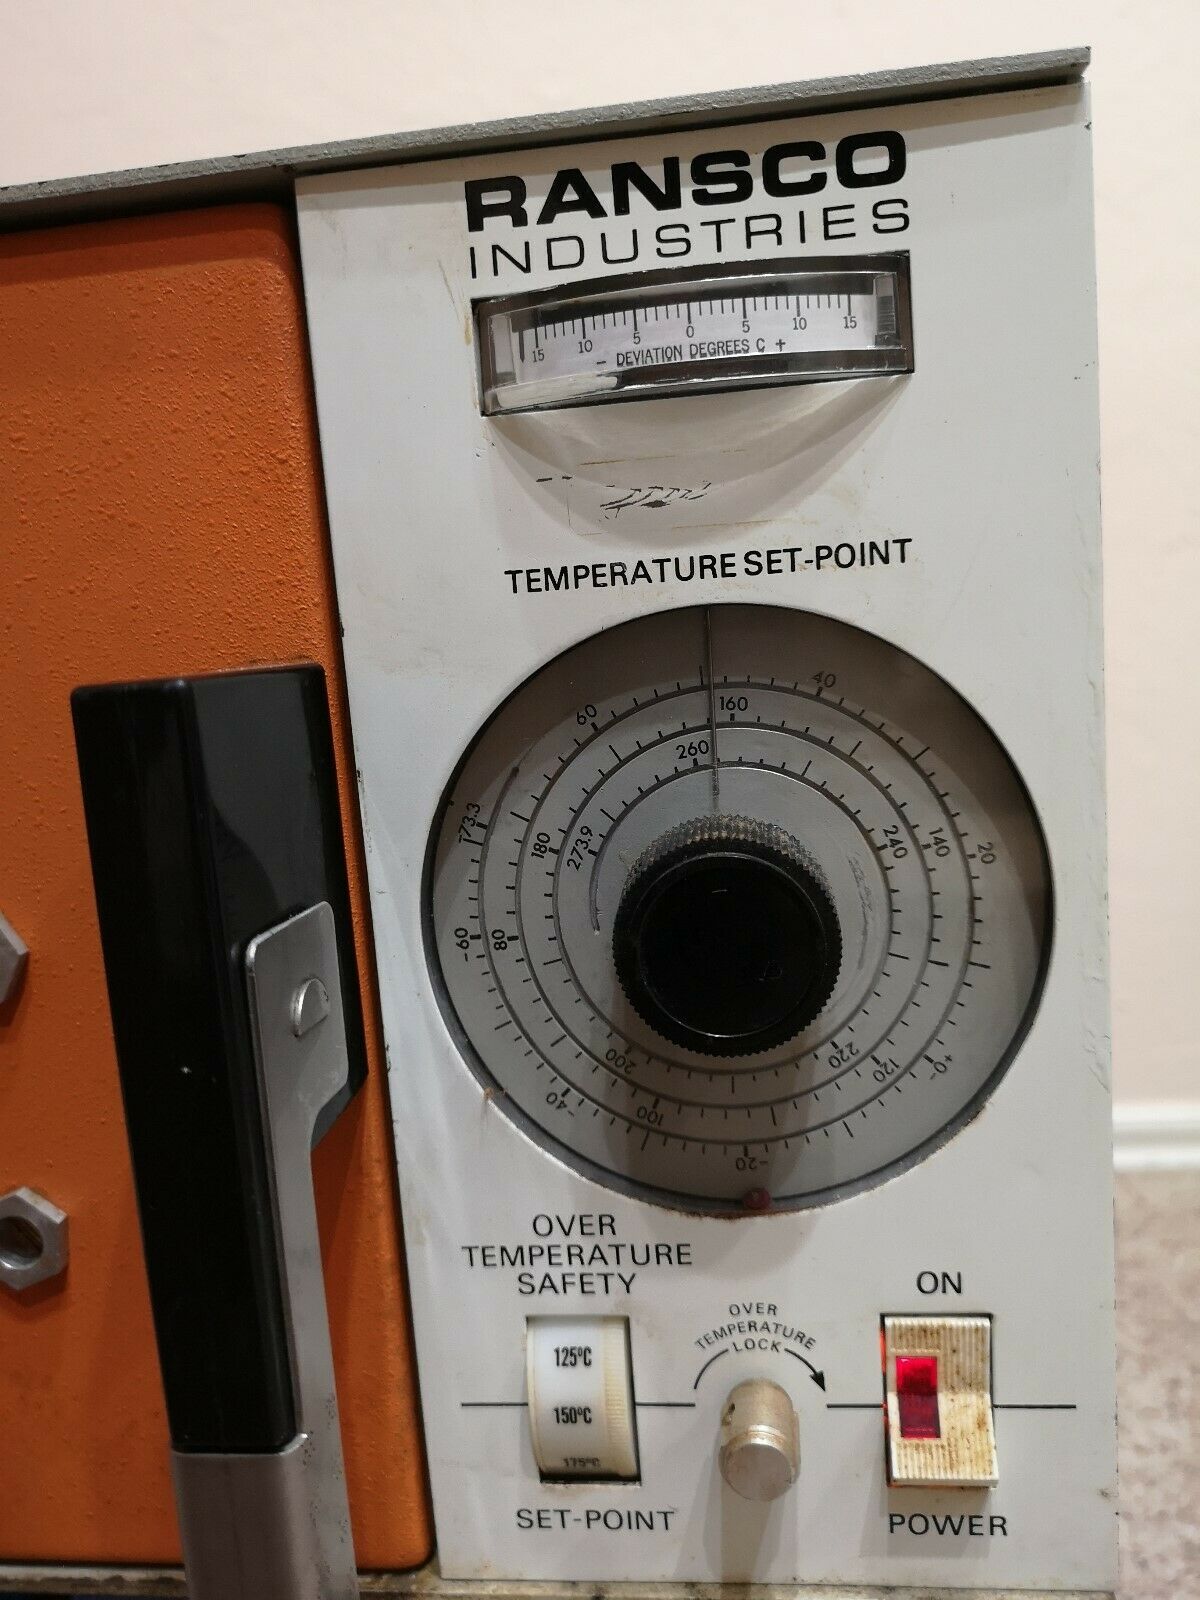 RANSCO
INDUSTRIES
15 10 5 0 5 10 15
- DEVIATION DEGREES C +
TEMPERATURE SET-POINT
60 40
160
260
-73.3 180 273.9 240 140 20
-60 80
200 220 120 +0-
-40 100
-20
OVER
TEMPERATURE
SAFETY
125°C
150°C
175°C
SET-POINT
OVER
TEMPERATURE
LOCK
ON
POWER